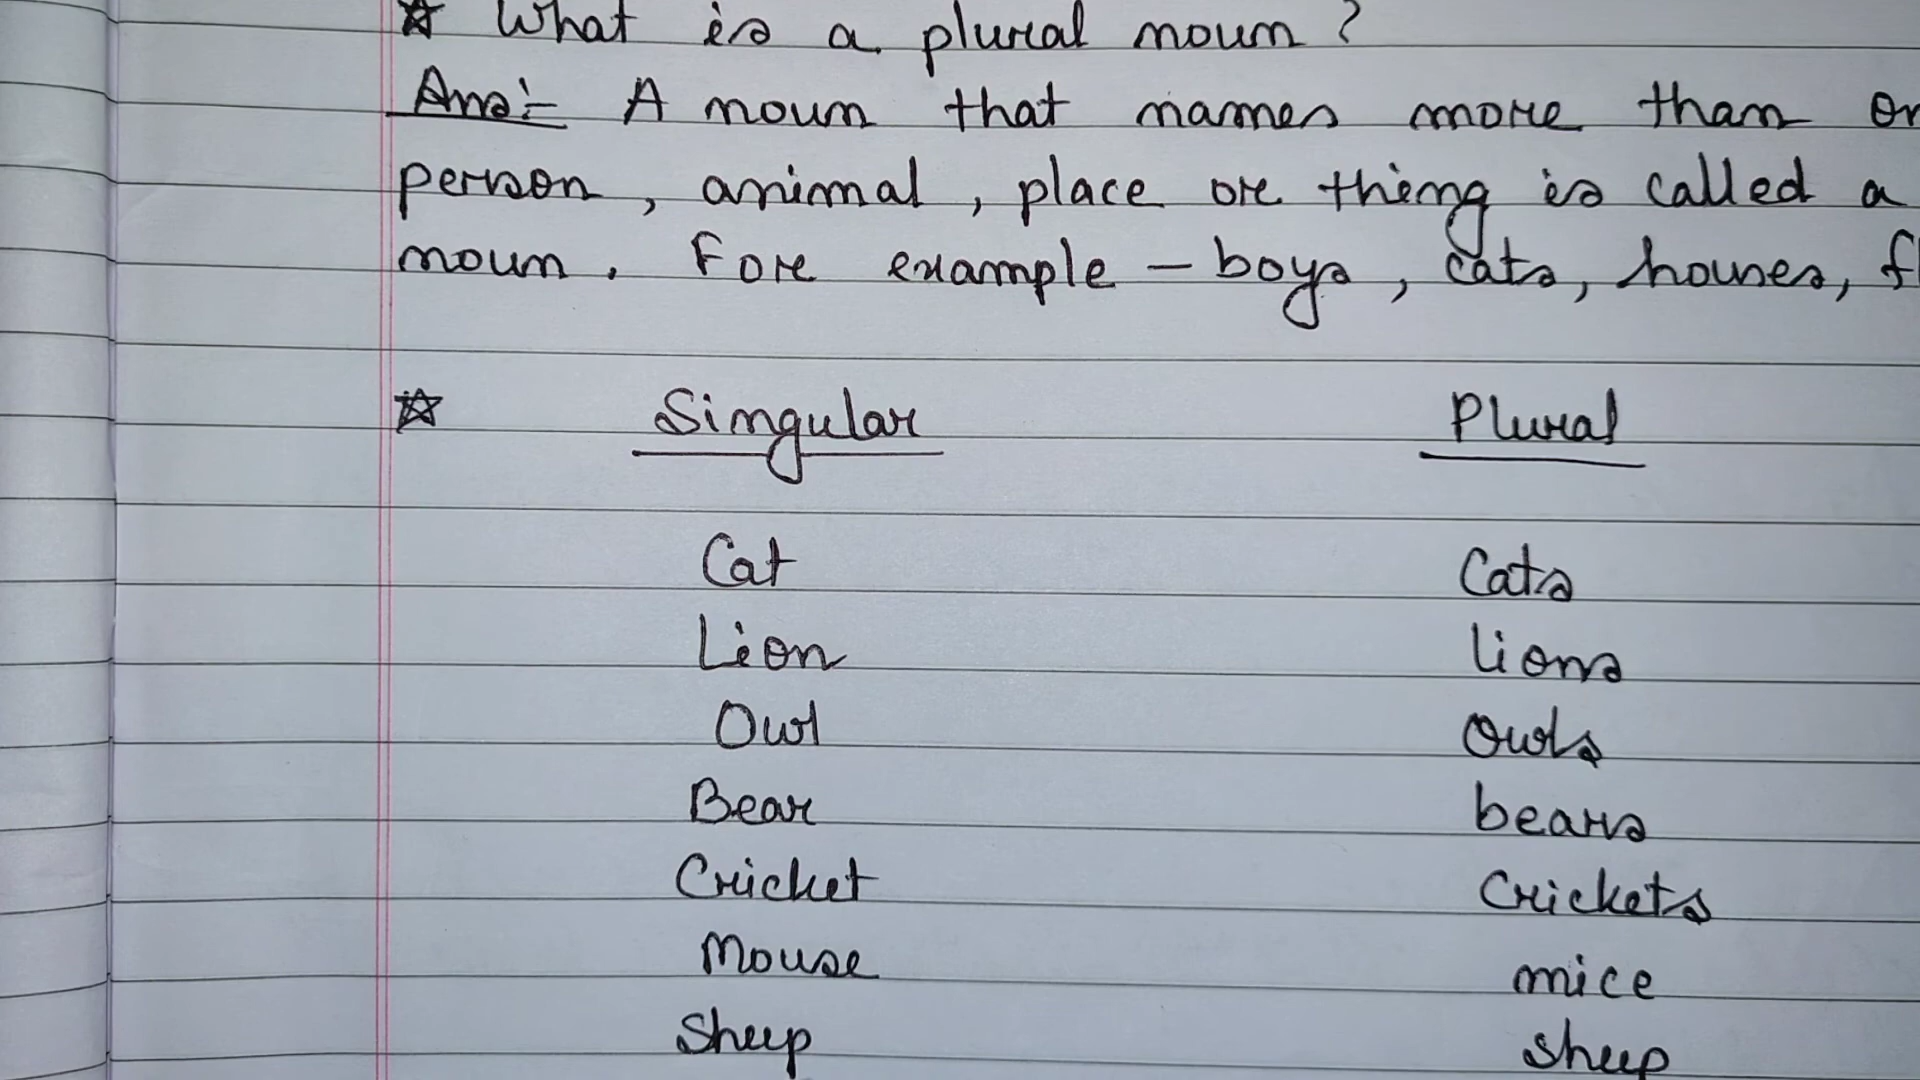 ☆ What is a plural noun?
Ans:- A noun that names more than
person, animal, place or thing is called a
noun. For example - boys, cats, houses,
☆ Singular Plural
Cat Cats
Lion lions
Owl Owls
Bear bears
Cricket Crickets
Mouse mice
Sheep sheep